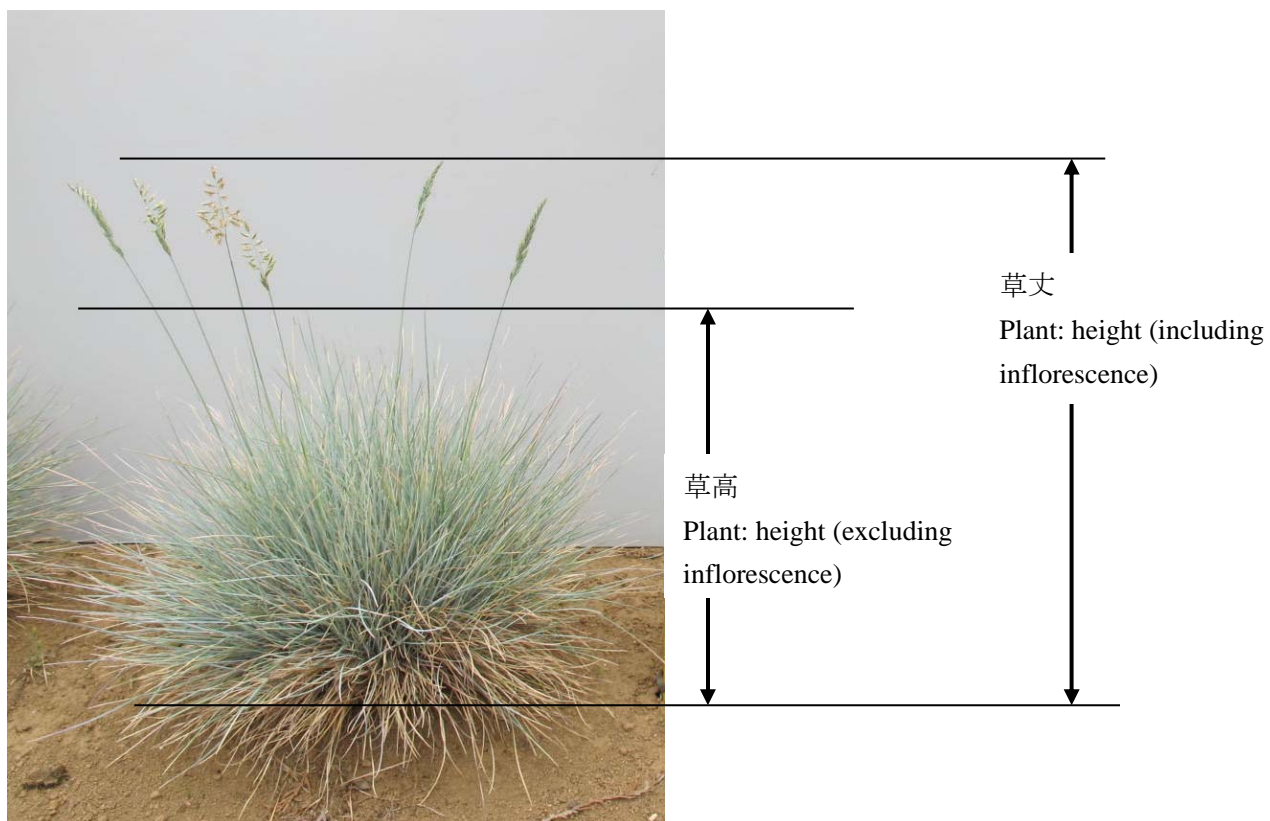 草丈
Plant: height (including
inflorescence)
草高
Plant: height (excluding
inflorescence)